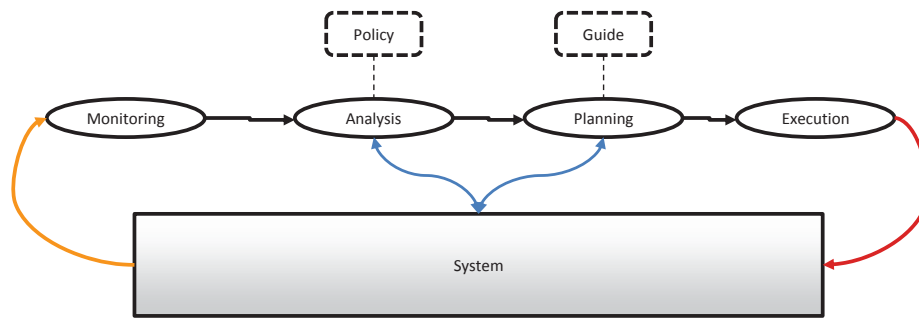 Policy
Guide
Monitoring
Analysis
Planning
Execution
System